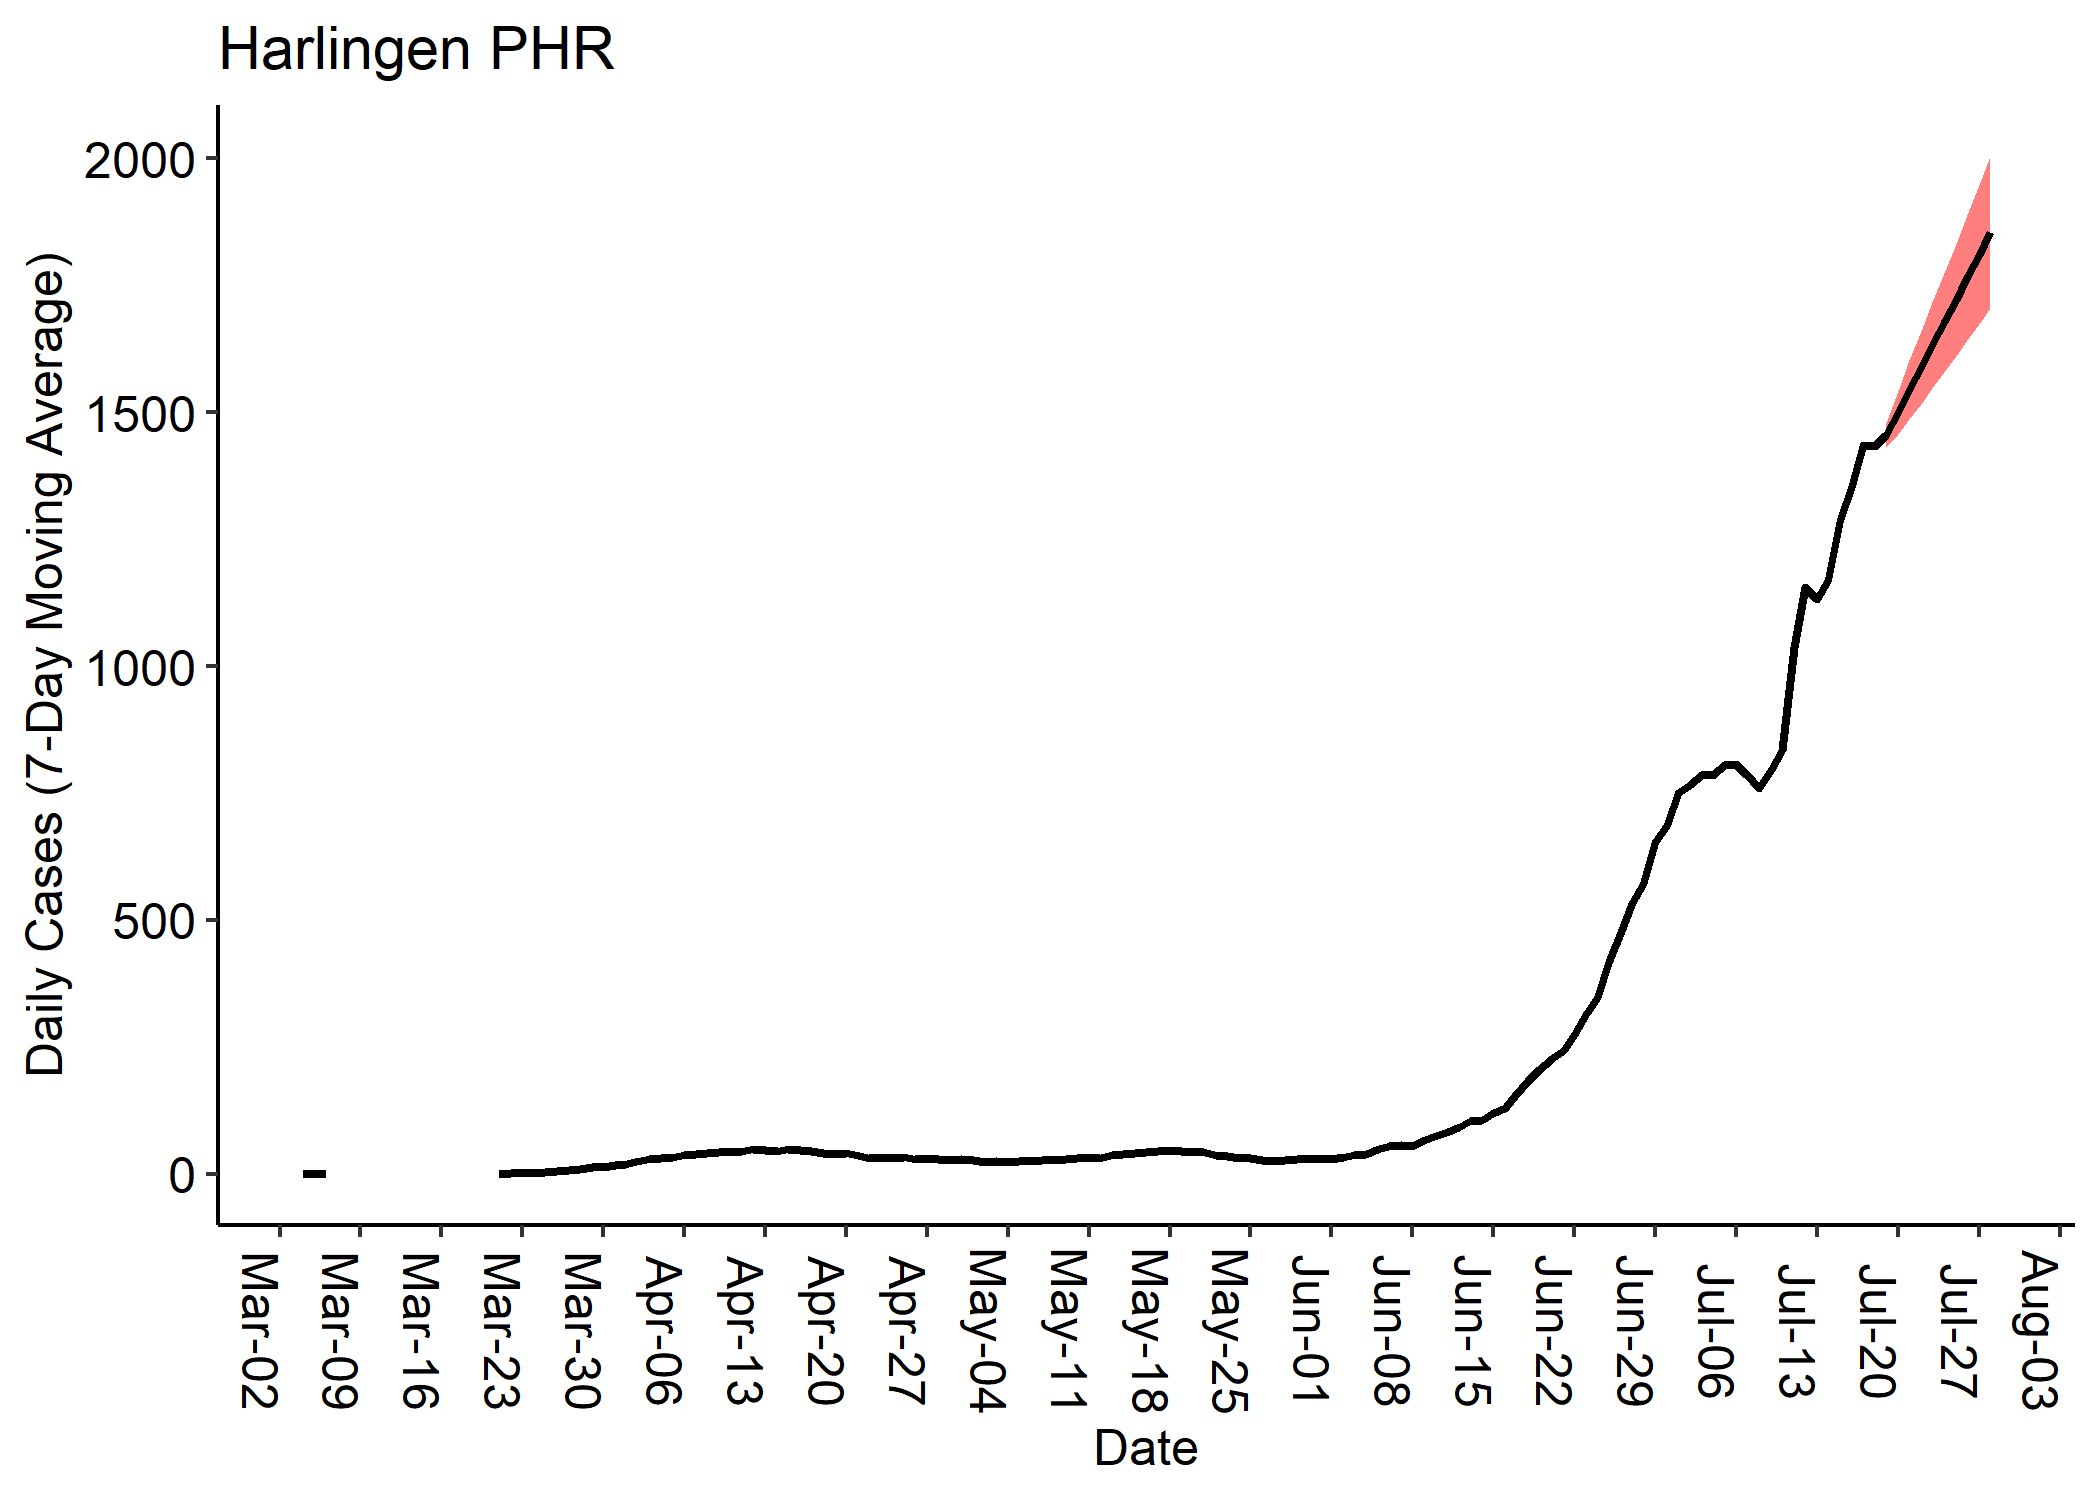 Harlingen PHR
Daily Cases (7-Day Moving Average)
2000
1500
1000
500
0
Mar-02
Mar-09
Mar-16
Mar-23
Mar-30
Apr-06
Apr-13
Apr-20
Apr-27
May-04
May-11
May-18
May-25
Jun-01
Jun-08
Jun-15
Jun-22
Jun-29
Jul-06
Jul-13
Jul-20
Jul-27
Aug-03
Date